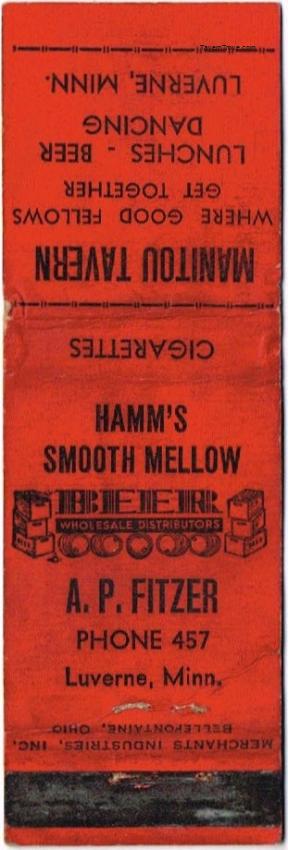 MANITOU TAVERN
WHERE GOOD FELLOWS
GET TOGETHER
LUNCHES - BEER
DANCING
LUVERNE, MINN.
CIGARETTES
HAMM'S
SMOOTH MELLOW
BEER
WHOLESALE DISTRIBUTORS
A. P. FITZER
PHONE 457
Luverne, Minn.
MERCHANTS INDUSTRIES, INC.
BELLEFONTAINE, OHIO